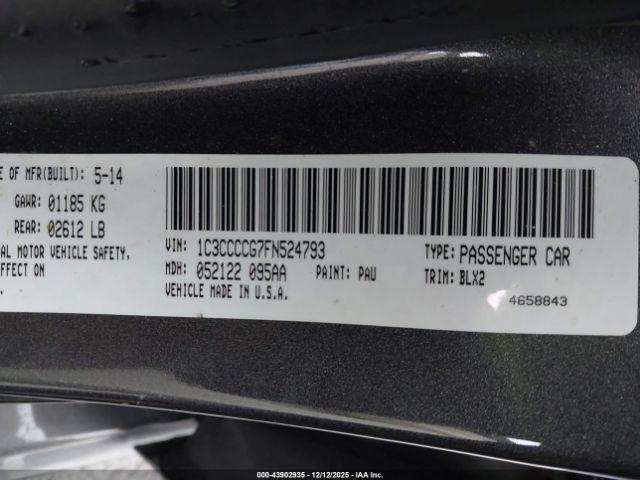 E OF MFR(BUILT): 5-14
GAWR: 01185 KG
REAR: 02612 LB
AL MOTOR VEHICLE SAFETY,
EFFECT ON
VIN: 1C3CCCCG7FN524793
MDH: 052122 095AA PAINT: PAU
VEHICLE MADE IN U.S.A.
TYPE: PASSENGER CAR
TRIM: BLX2
4658843
000-43902935 - 12/12/2025 - IAA Inc.